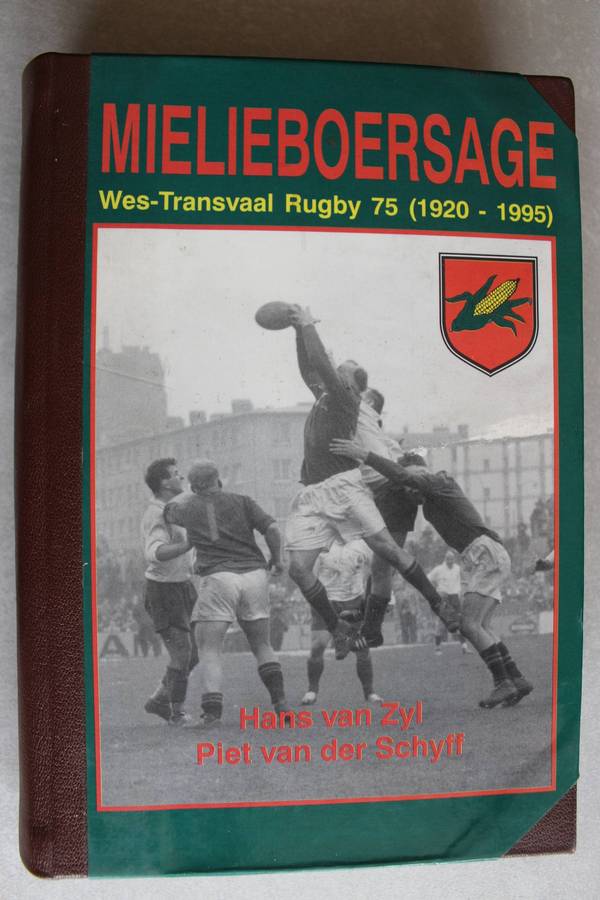 MIELIEBOERSAGE
Wes-Transvaal Rugby 75 (1920 - 1995)
Hans van Zyl
Piet van der Schyff